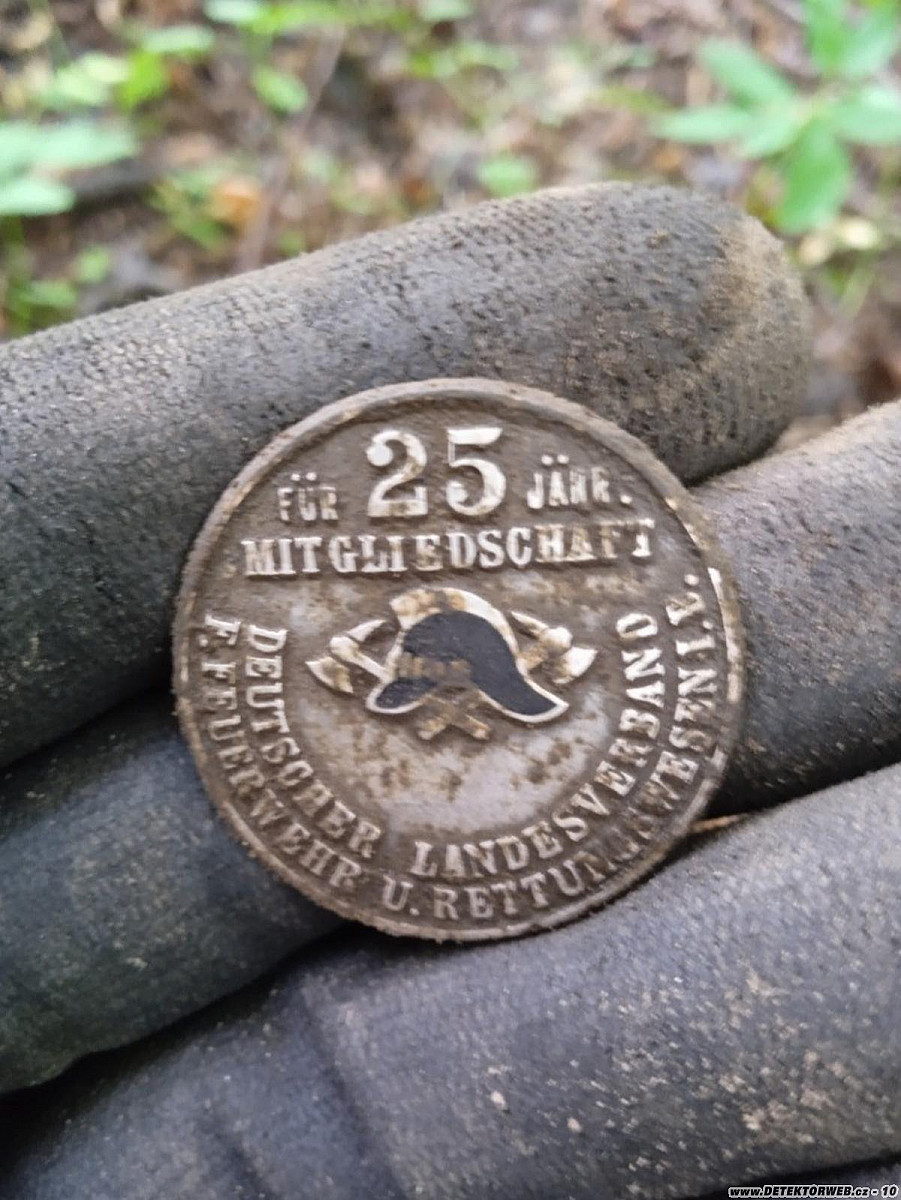 FÜR 25 JÄHR.
MITGLIEDSCHAFT
DEUTSCHER LANDESVERBAND
F. FEUERWEHR U. RETTUNGSWESEN I.E.
WWW.DETEKTORWEB.cz - 10